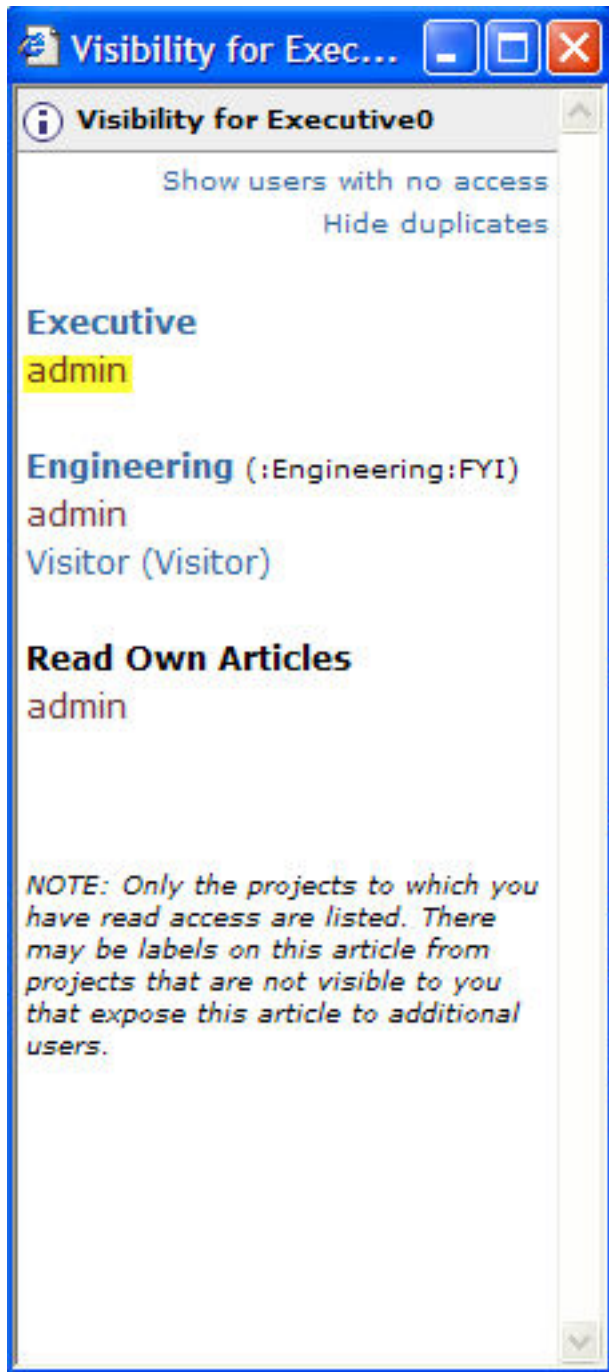 Visibility for Exec...
Visibility for Executive0
Show users with no access
Hide duplicates
Executive
admin
Engineering (:Engineering:FYI)
admin
Visitor (Visitor)
Read Own Articles
admin
NOTE: Only the projects to which you
have read access are listed. There
may be labels on this article from
projects that are not visible to you
that expose this article to additional
users.